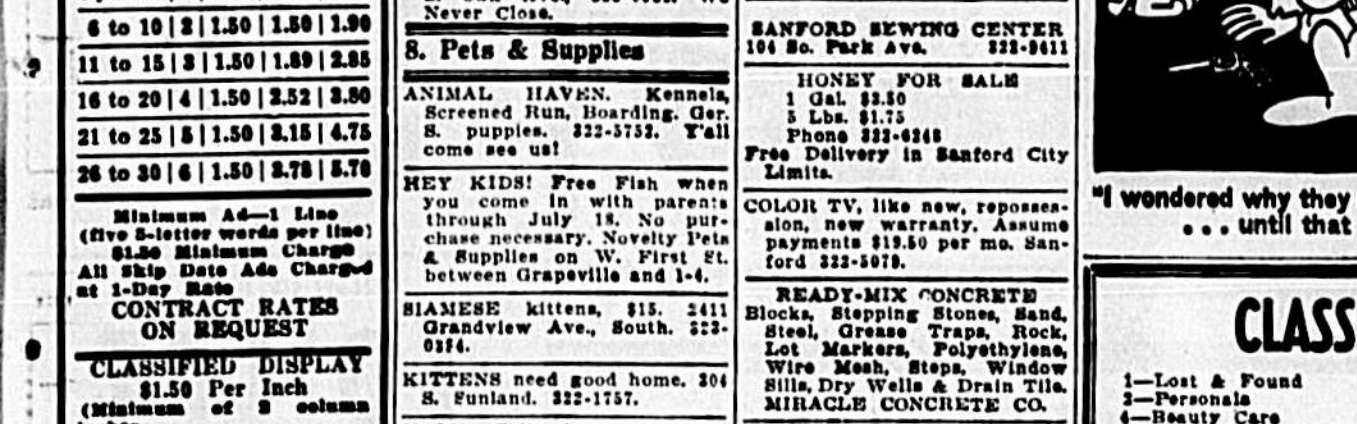 6 to 10 | 2 | 1.50 | 1.50 | 1.90
11 to 15 | 3 | 1.50 | 1.89 | 2.85
16 to 20 | 4 | 1.50 | 2.52 | 3.80
21 to 25 | 5 | 1.50 | 3.15 | 4.75
26 to 30 | 6 | 1.50 | 3.78 | 5.70
Minimum Ad—1 Line
(five 5-letter words per line)
$1.50 Minimum Charge
All Skip Date Ads Charged
at 1-Day Rate
CONTRACT RATES
ON REQUEST
CLASSIFIED DISPLAY
$1.50 Per Inch
(Minimum of 2 column
Never Close.
8. Pets & Supplies
ANIMAL HAVEN. Kennels,
Screened Run, Boarding. Ger.
S. puppies. 322-5752. Y'all
come see us!
HEY KIDS! Free Fish when
you come in with parents
through July 18. No pur-
chase necessary. Novelty Pets
& Supplies on W. First St.
between Grapeville and I-4.
SIAMESE kittens, $15. 2411
Grandview Ave., South. 323-
KITTENS need good home. 804
S. Sunland. 322-1757.
SANFORD SEWING CENTER
104 So. Park Ave. 322-9411
HONEY FOR SALE
1 Gal. $3.50
5 Lbs. $1.75
Phone 322-6248
Free Delivery in Sanford City
Limits.
COLOR TV, like new, reposses-
sion, new warranty. Assume
payments $19.50 per mo. San-
ford 322-5079.
READY-MIX CONCRETE
Blocks, Stepping Stones, Sand,
Steel, Grease Traps, Rock,
Lot Markers, Polyethylene,
Wire Mesh, Steps, Window
Sills, Dry Wells & Drain Tile.
MIRACLE CONCRETE CO.
"I wondered why they
... until that
CLASS
1—Lost & Found
2—Personals
4—Beauty Care